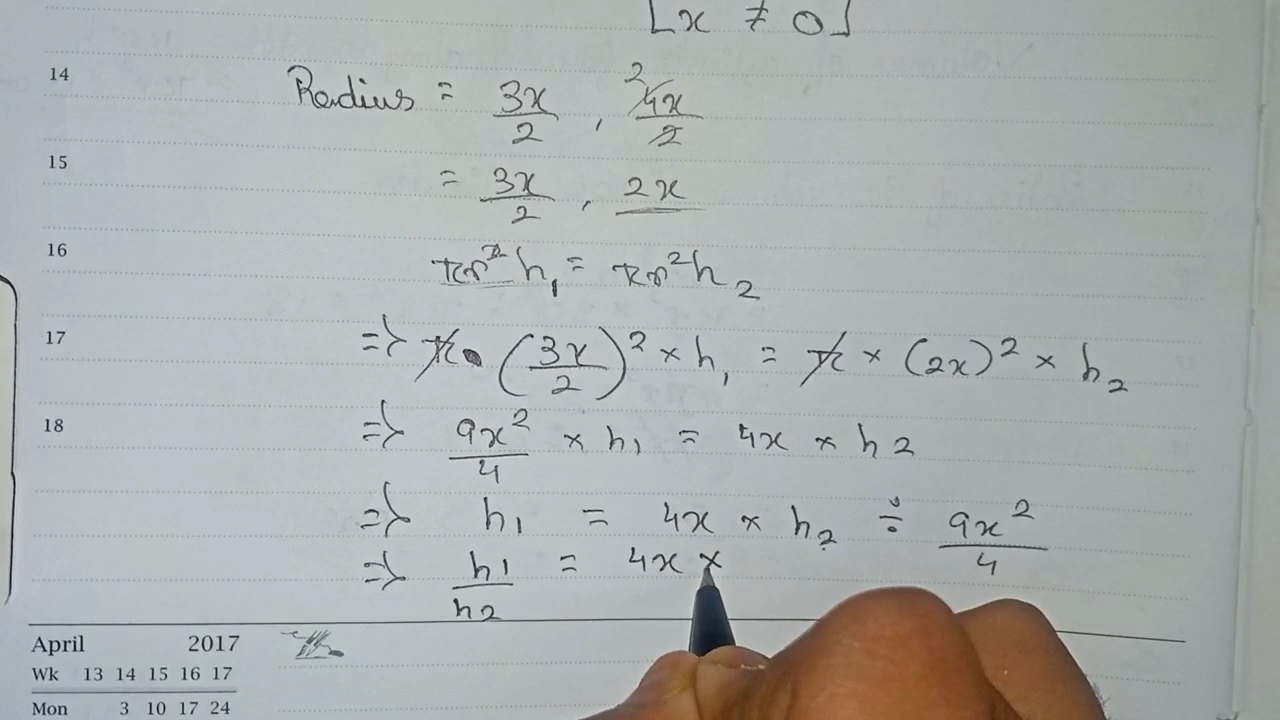 [x ≠ 0]
14 Radius = 3x/2 , 2 4x/2
15 = 3x/2 , 2x
16 πr²h₁ = πr²h₂
17 => π. (3x/2)² × h₁ = π × (2x)² × h₂
18 => 9x²/4 × h₁ = 4x × h2
=> h₁ = 4x × h₂ ÷ 9x²/4
=> h1/h2 = 4x ×
April 2017
Wk 13 14 15 16 17
Mon 3 10 17 24